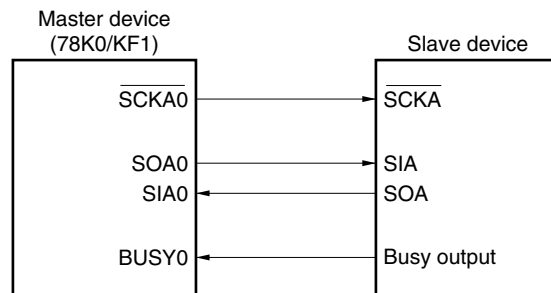 Master device
(78K0/KF1)
Slave device
SCKA0
SCKA
SOA0
SIA
SIA0
SOA
BUSY0
Busy output